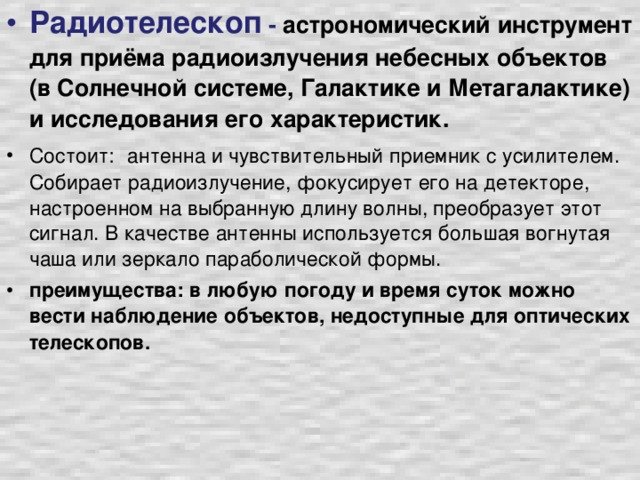 • Радиотелескоп - астрономический инструмент
для приёма радиоизлучения небесных объектов
(в Солнечной системе, Галактике и Метагалактике)
и исследования его характеристик.
• Состоит: антенна и чувствительный приемник с усилителем.
Собирает радиоизлучение, фокусирует его на детекторе,
настроенном на выбранную длину волны, преобразует этот
сигнал. В качестве антенны используется большая вогнутая
чаша или зеркало параболической формы.
• преимущества: в любую погоду и время суток можно
вести наблюдение объектов, недоступные для оптических
телескопов.